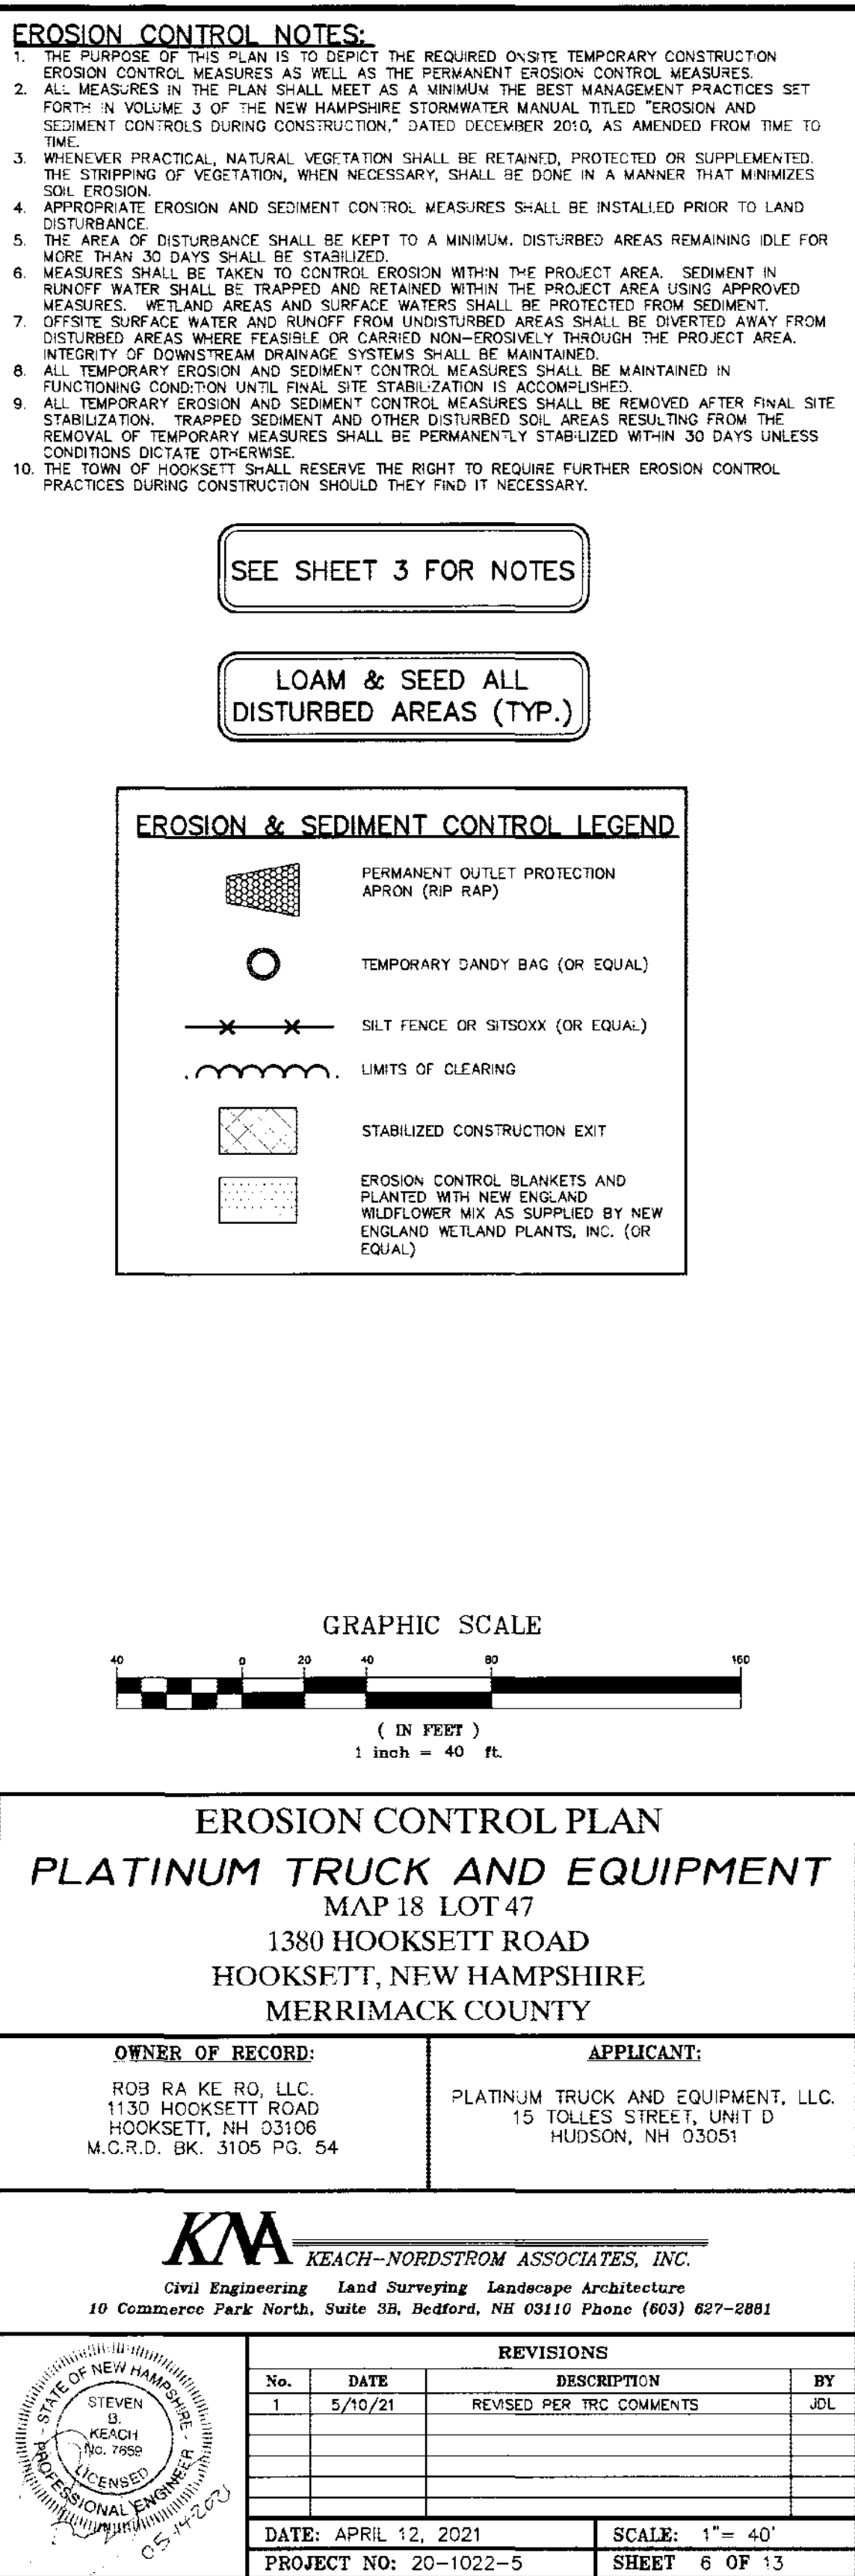 EROSION CONTROL NOTES:
1. THE PURPOSE OF THIS PLAN IS TO DEPICT THE REQUIRED ONSITE TEMPORARY CONSTRUCTION
EROSION CONTROL MEASURES AS WELL AS THE PERMANENT EROSION CONTROL MEASURES.
2. ALL MEASURES IN THE PLAN SHALL MEET AS A MINIMUM THE BEST MANAGEMENT PRACTICES SET
FORTH IN VOLUME 3 OF THE NEW HAMPSHIRE STORMWATER MANUAL TITLED "EROSION AND
SEDIMENT CONTROLS DURING CONSTRUCTION," DATED DECEMBER 2010, AS AMENDED FROM TIME TO
TIME.
3. WHENEVER PRACTICAL, NATURAL VEGETATION SHALL BE RETAINED, PROTECTED OR SUPPLEMENTED.
THE STRIPPING OF VEGETATION, WHEN NECESSARY, SHALL BE DONE IN A MANNER THAT MINIMIZES
SOIL EROSION.
4. APPROPRIATE EROSION AND SEDIMENT CONTROL MEASURES SHALL BE INSTALLED PRIOR TO LAND
DISTURBANCE.
5. THE AREA OF DISTURBANCE SHALL BE KEPT TO A MINIMUM. DISTURBED AREAS REMAINING IDLE FOR
MORE THAN 30 DAYS SHALL BE STABILIZED.
6. MEASURES SHALL BE TAKEN TO CONTROL EROSION WITHIN THE PROJECT AREA. SEDIMENT IN
RUNOFF WATER SHALL BE TRAPPED AND RETAINED WITHIN THE PROJECT AREA USING APPROVED
MEASURES. WETLAND AREAS AND SURFACE WATERS SHALL BE PROTECTED FROM SEDIMENT.
7. OFFSITE SURFACE WATER AND RUNOFF FROM UNDISTURBED AREAS SHALL BE DIVERTED AWAY FROM
DISTURBED AREAS WHERE FEASIBLE OR CARRIED NON-EROSIVELY THROUGH THE PROJECT AREA.
INTEGRITY OF DOWNSTREAM DRAINAGE SYSTEMS SHALL BE MAINTAINED.
8. ALL TEMPORARY EROSION AND SEDIMENT CONTROL MEASURES SHALL BE MAINTAINED IN
FUNCTIONING CONDITION UNTIL FINAL SITE STABILIZATION IS ACCOMPLISHED.
9. ALL TEMPORARY EROSION AND SEDIMENT CONTROL MEASURES SHALL BE REMOVED AFTER FINAL SITE
STABILIZATION. TRAPPED SEDIMENT AND OTHER DISTURBED SOIL AREAS RESULTING FROM THE
REMOVAL OF TEMPORARY MEASURES SHALL BE PERMANENTLY STABILIZED WITHIN 30 DAYS UNLESS
CONDITIONS DICTATE OTHERWISE.
10. THE TOWN OF HOOKSETT SHALL RESERVE THE RIGHT TO REQUIRE FURTHER EROSION CONTROL
PRACTICES DURING CONSTRUCTION SHOULD THEY FIND IT NECESSARY.
SEE SHEET 3 FOR NOTES
LOAM & SEED ALL
DISTURBED AREAS (TYP.)
EROSION & SEDIMENT CONTROL LEGEND
PERMANENT OUTLET PROTECTION
APRON (RIP RAP)
TEMPORARY DANDY BAG (OR EQUAL)
SILT FENCE OR SITSOXX (OR EQUAL)
LIMITS OF CLEARING
STABILIZED CONSTRUCTION EXIT
EROSION CONTROL BLANKETS AND
PLANTED WITH NEW ENGLAND
WILDFLOWER MIX AS SUPPLIED BY NEW
ENGLAND WETLAND PLANTS, INC. (OR
EQUAL)
GRAPHIC SCALE
40 0 20 40 80 160
( IN FEET )
1 inch = 40 ft.
EROSION CONTROL PLAN
PLATINUM TRUCK AND EQUIPMENT
MAP 18 LOT 47
1380 HOOKSETT ROAD
HOOKSETT, NEW HAMPSHIRE
MERRIMACK COUNTY
OWNER OF RECORD:
ROB RA KE RO, LLC.
1130 HOOKSETT ROAD
HOOKSETT, NH 03106
M.C.R.D. BK. 3105 PG. 54
APPLICANT:
PLATINUM TRUCK AND EQUIPMENT, LLC.
15 TOLLES STREET, UNIT D
HUDSON, NH 03051
KNA KEACH-NORDSTROM ASSOCIATES, INC.
Civil Engineering Land Surveying Landscape Architecture
10 Commerce Park North, Suite 3B, Bedford, NH 03110 Phone (603) 627-2881
STATE OF NEW HAMPSHIRE
STEVEN
B.
KEACH
No. 7659
LICENSED
PROFESSIONAL ENGINEER
05-14-2021
REVISIONS
No. DATE DESCRIPTION BY
1 5/10/21 REVISED PER TRC COMMENTS JDL
DATE: APRIL 12, 2021 SCALE: 1"= 40'
PROJECT NO: 20-1022-5 SHEET 6 OF 13